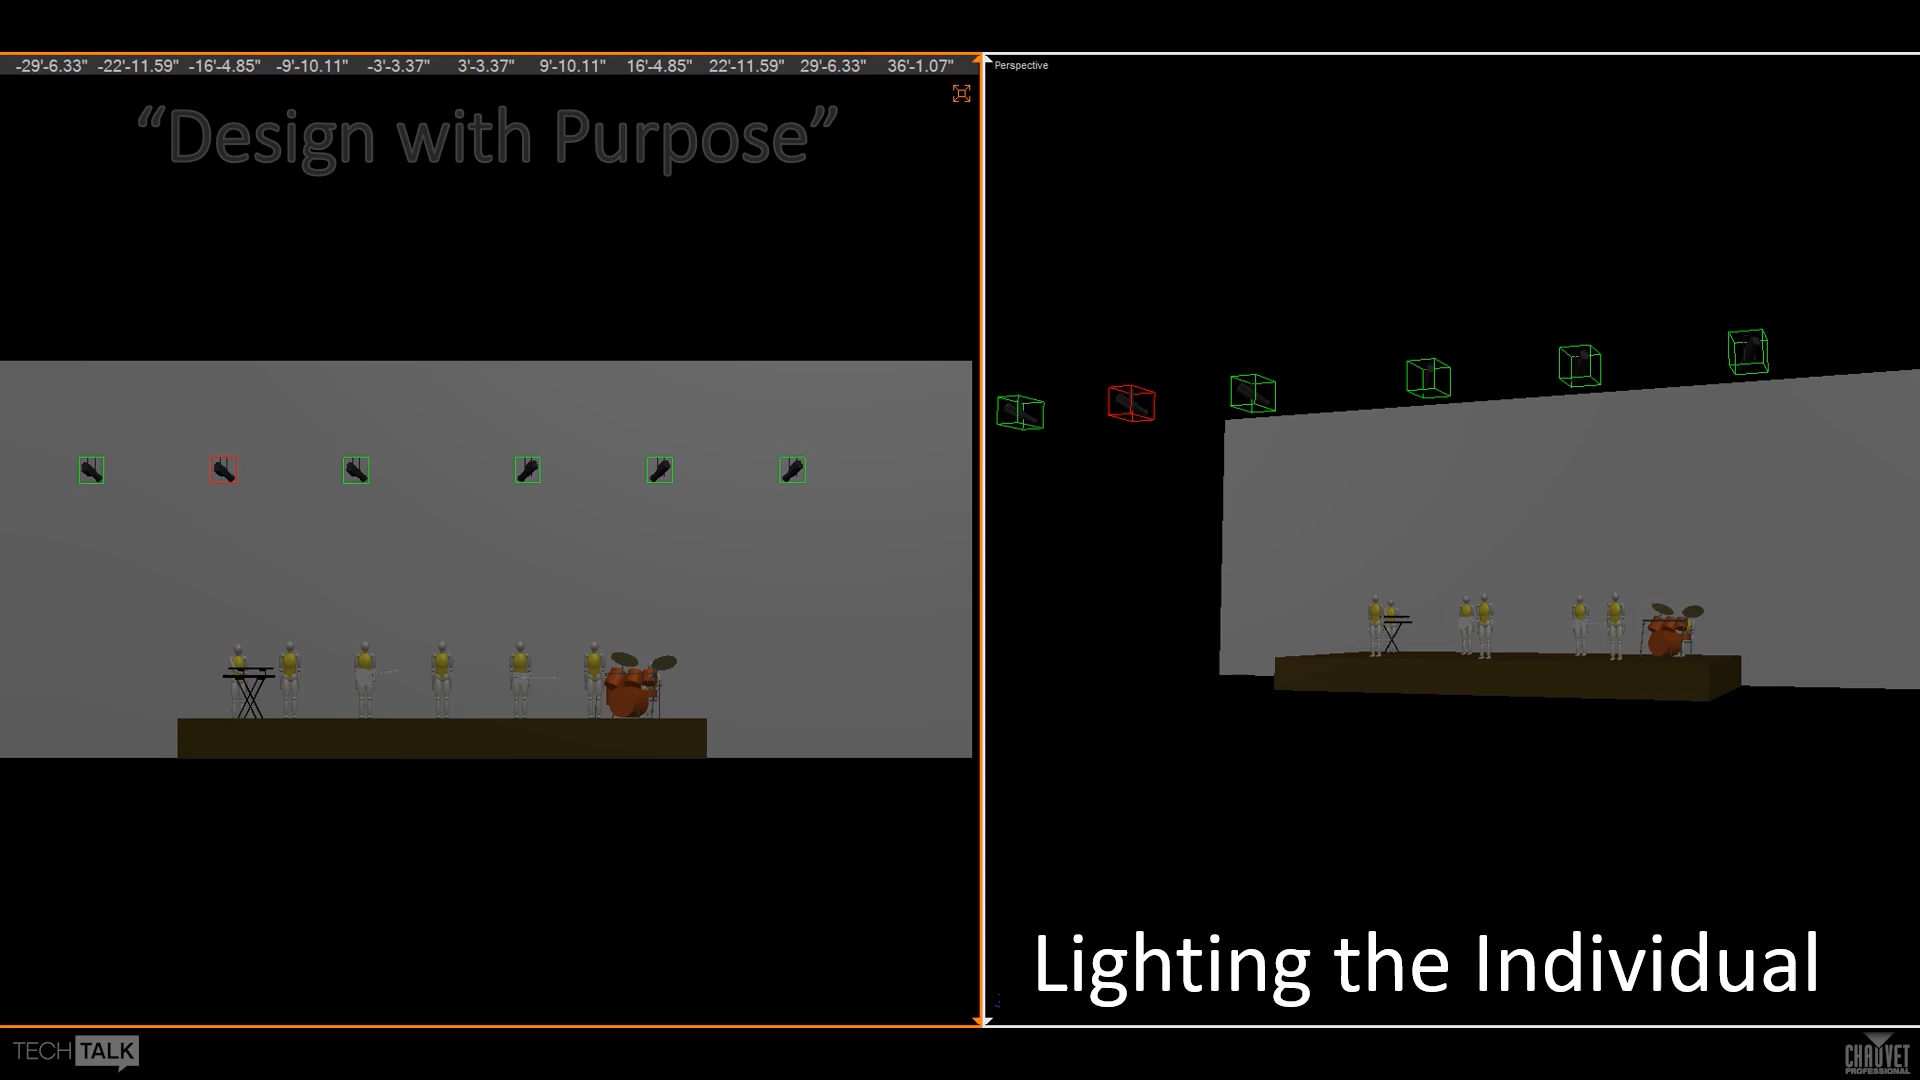 -29'-6.33" -22'-11.59" -16'-4.85" -9'-10.11" -3'-3.37" 3'-3.37" 9'-10.11" 16'-4.85" 22'-11.59" 29'-6.33" 36'-1.07"
Perspective
“Design with Purpose”
Lighting the Individual
TECH TALK
CHAUVET
PROFESSIONAL